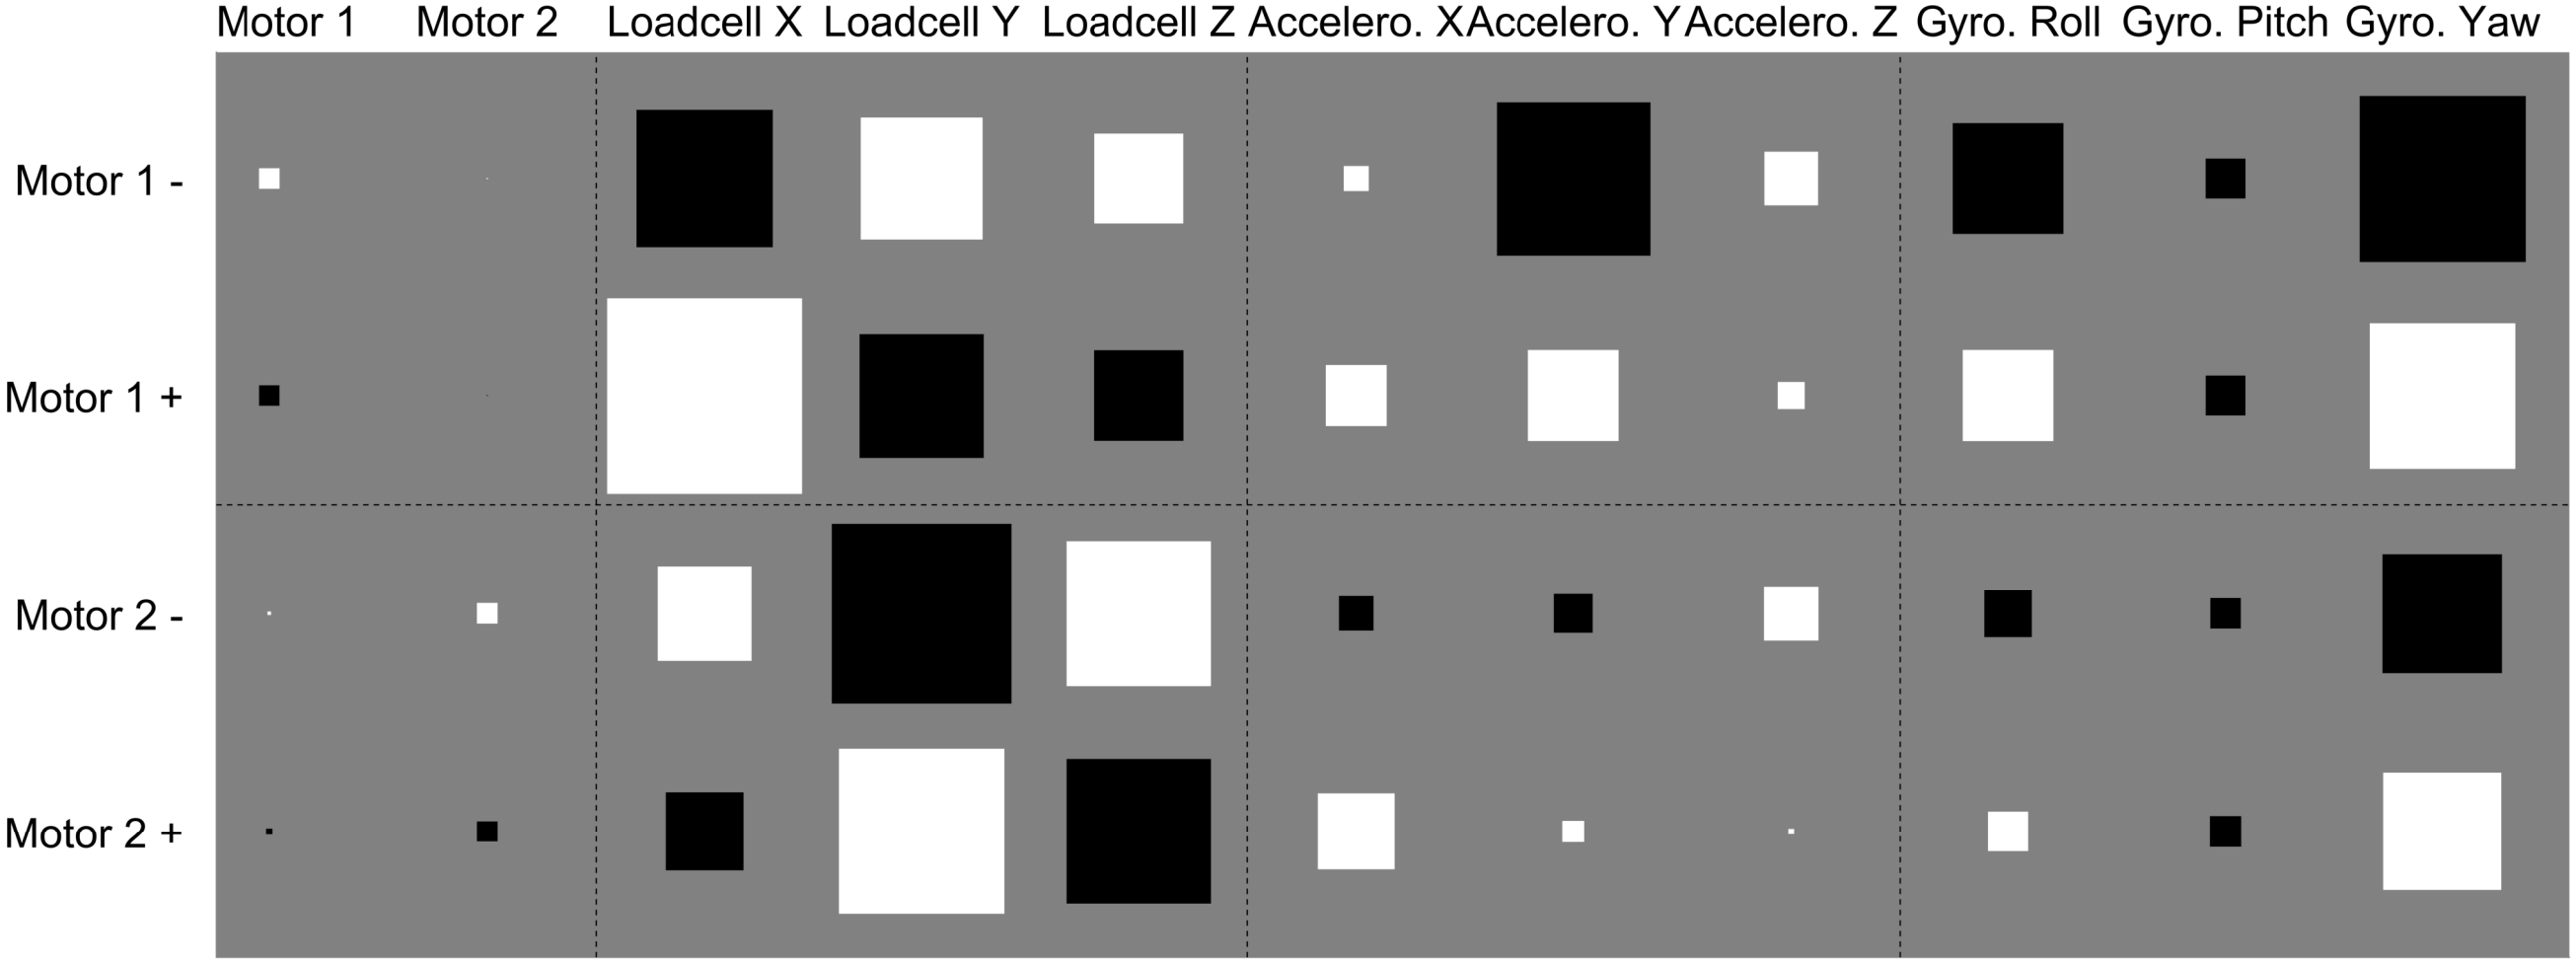 Motor 1 Motor 2 Loadcell X Loadcell Y Loadcell Z Accelero. X Accelero. Y Accelero. Z Gyro. Roll Gyro. Pitch Gyro. Yaw
Motor 1 -
Motor 1 +
Motor 2 -
Motor 2 +